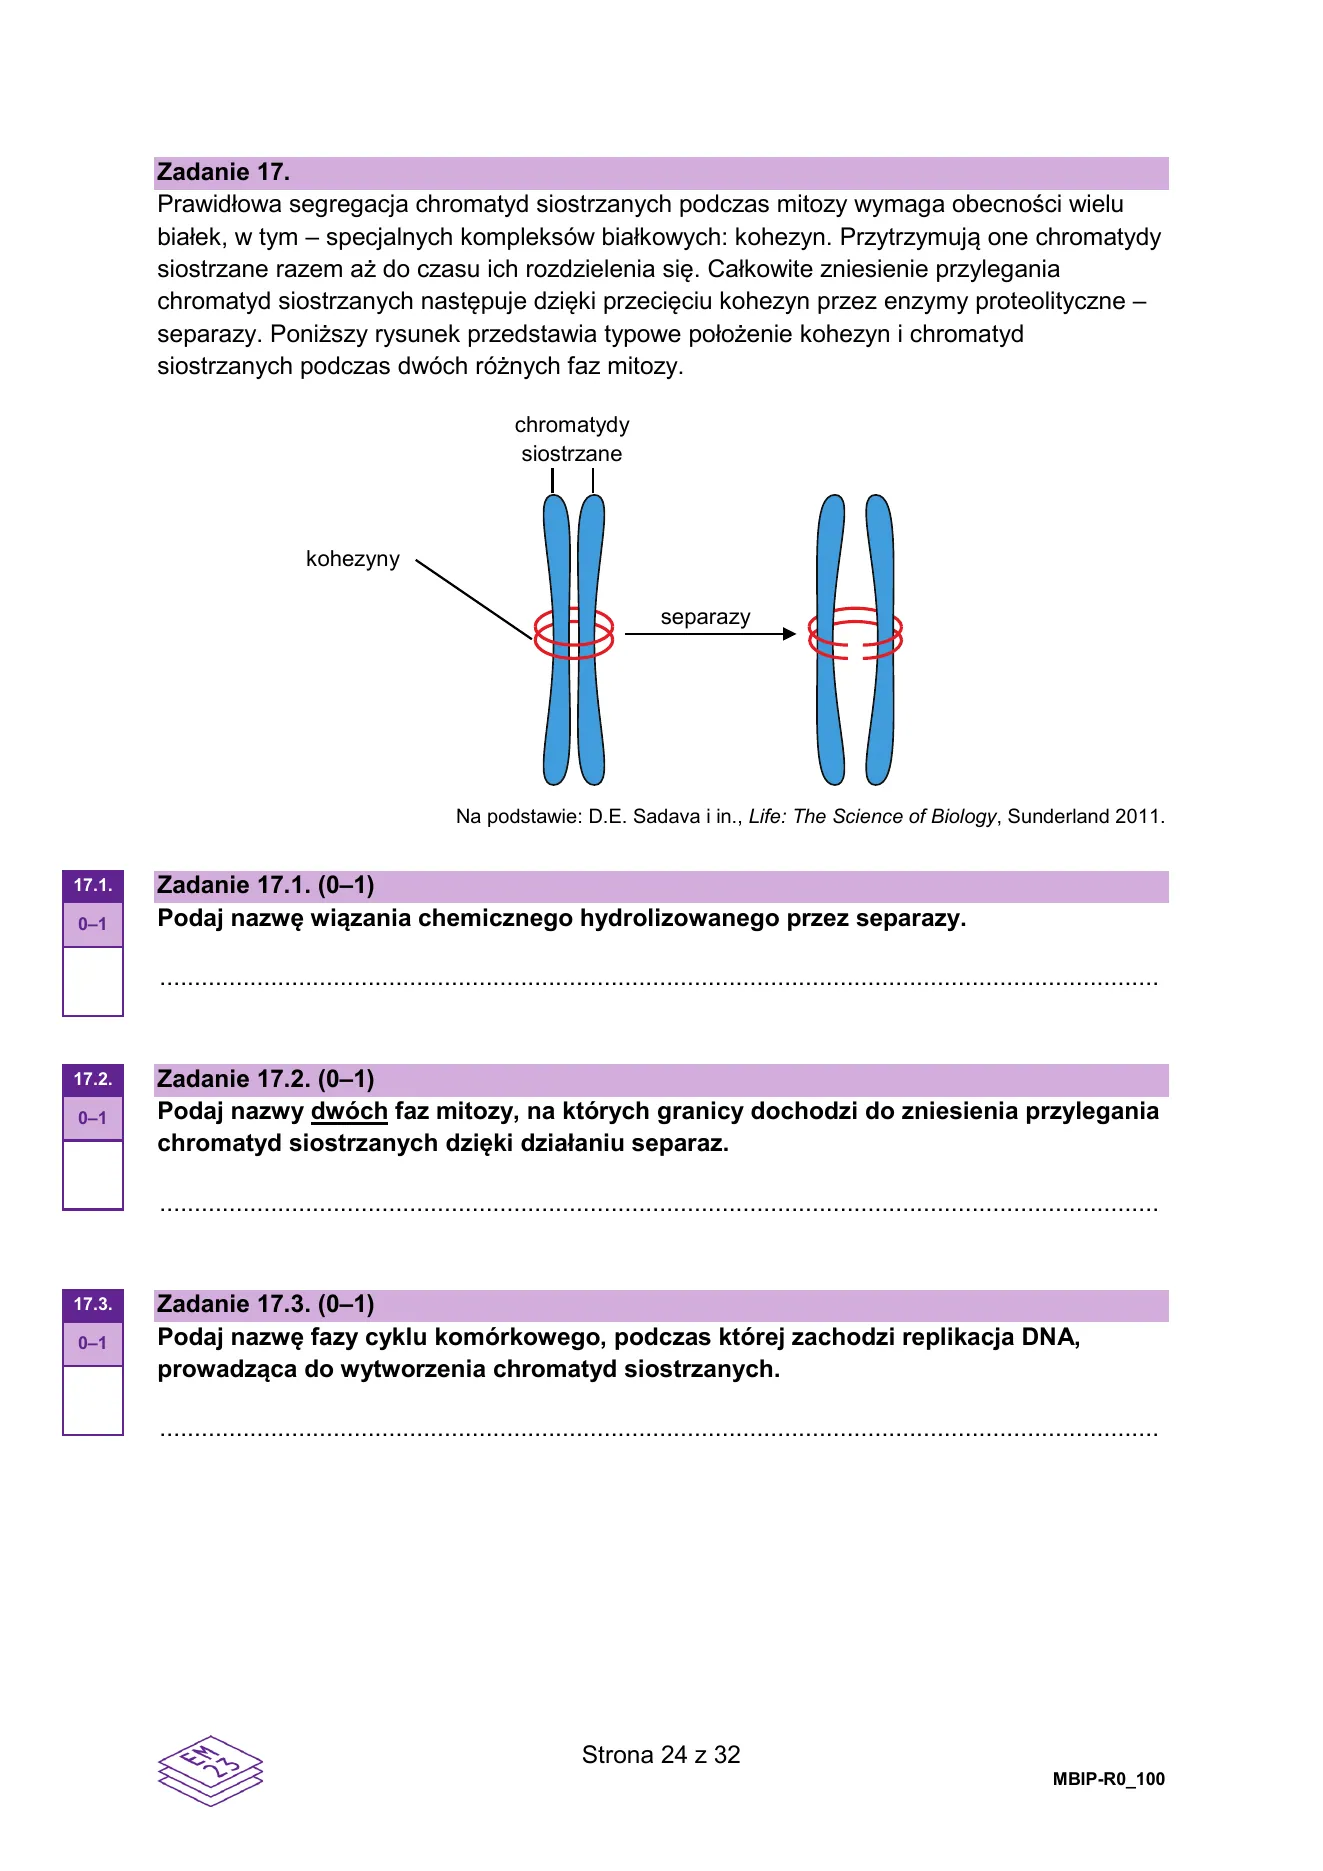 Zadanie 17.
Prawidłowa segregacja chromatyd siostrzanych podczas mitozy wymaga obecności wielu
białek, w tym – specjalnych kompleksów białkowych: kohezyn. Przytrzymują one chromatydy
siostrzane razem aż do czasu ich rozdzielenia się. Całkowite zniesienie przylegania
chromatyd siostrzanych następuje dzięki przecięciu kohezyn przez enzymy proteolityczne –
separazy. Poniższy rysunek przedstawia typowe położenie kohezyn i chromatyd
siostrzanych podczas dwóch różnych faz mitozy.
chromatydy
siostrzane
kohezyny
separazy
Na podstawie: D.E. Sadava i in., Life: The Science of Biology, Sunderland 2011.
17.1.
0–1
Zadanie 17.1. (0–1)
Podaj nazwę wiązania chemicznego hydrolizowanego przez separazy.
17.2.
0–1
Zadanie 17.2. (0–1)
Podaj nazwy dwóch faz mitozy, na których granicy dochodzi do zniesienia przylegania
chromatyd siostrzanych dzięki działaniu separaz.
17.3.
0–1
Zadanie 17.3. (0–1)
Podaj nazwę fazy cyklu komórkowego, podczas której zachodzi replikacja DNA,
prowadząca do wytworzenia chromatyd siostrzanych.
EM
23
Strona 24 z 32
MBIP-R0_100